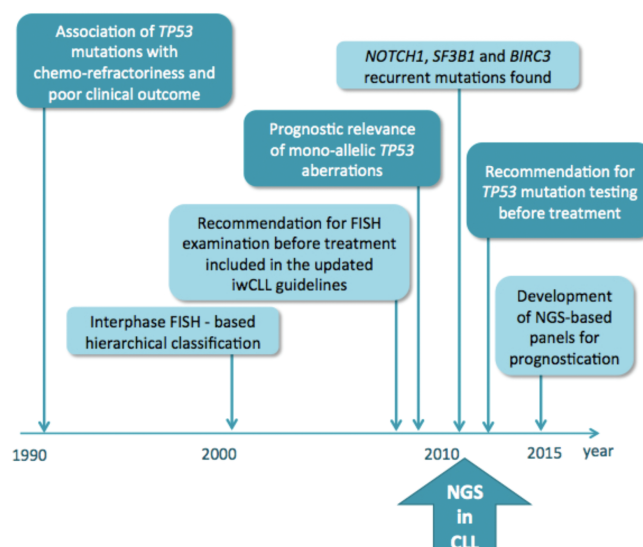 Association of TP53
mutations with
chemo-refractoriness and
poor clinical outcome
NOTCH1, SF3B1 and BIRC3
recurrent mutations found
Prognostic relevance
of mono-allelic TP53
aberrations
Recommendation for
TP53 mutation testing
before treatment
Recommendation for FISH
examination before treatment
included in the updated
iwCLL guidelines
Interphase FISH - based
hierarchical classification
Development
of NGS-based
panels for
prognostication
1990
2000
2010
2015
year
NGS
in
CLL